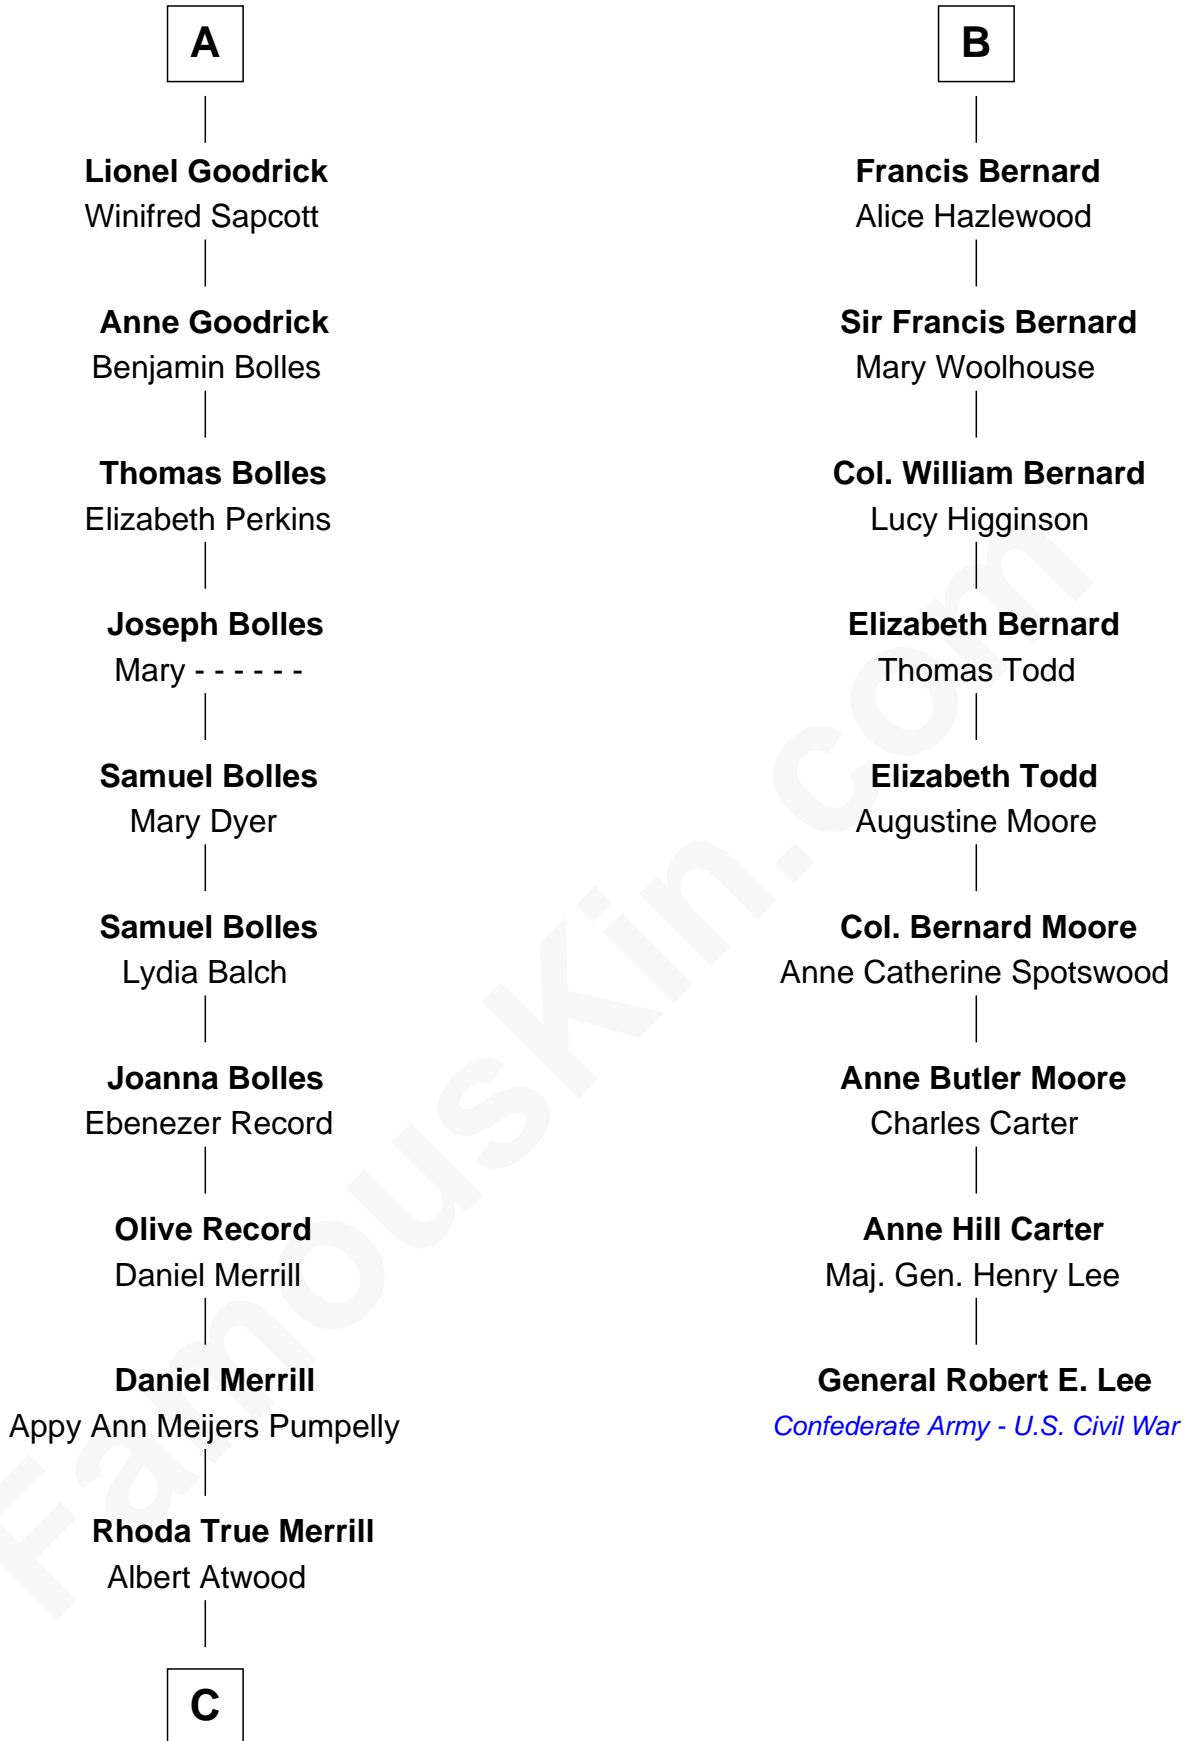 A
Lionel Goodrick
Winifred Sapcott
Anne Goodrick
Benjamin Bolles
Thomas Bolles
Elizabeth Perkins
Joseph Bolles
Mary - - - - - -
Samuel Bolles
Mary Dyer
Samuel Bolles
Lydia Balch
Joanna Bolles
Ebenezer Record
Olive Record
Daniel Merrill
Daniel Merrill
Appy Ann Meijers Pumpelly
Rhoda True Merrill
Albert Atwood
C
B
Francis Bernard
Alice Hazlewood
Sir Francis Bernard
Mary Woolhouse
Col. William Bernard
Lucy Higginson
Elizabeth Bernard
Thomas Todd
Elizabeth Todd
Augustine Moore
Col. Bernard Moore
Anne Catherine Spotswood
Anne Butler Moore
Charles Carter
Anne Hill Carter
Maj. Gen. Henry Lee
General Robert E. Lee
Confederate Army - U.S. Civil War
FamousKin.com